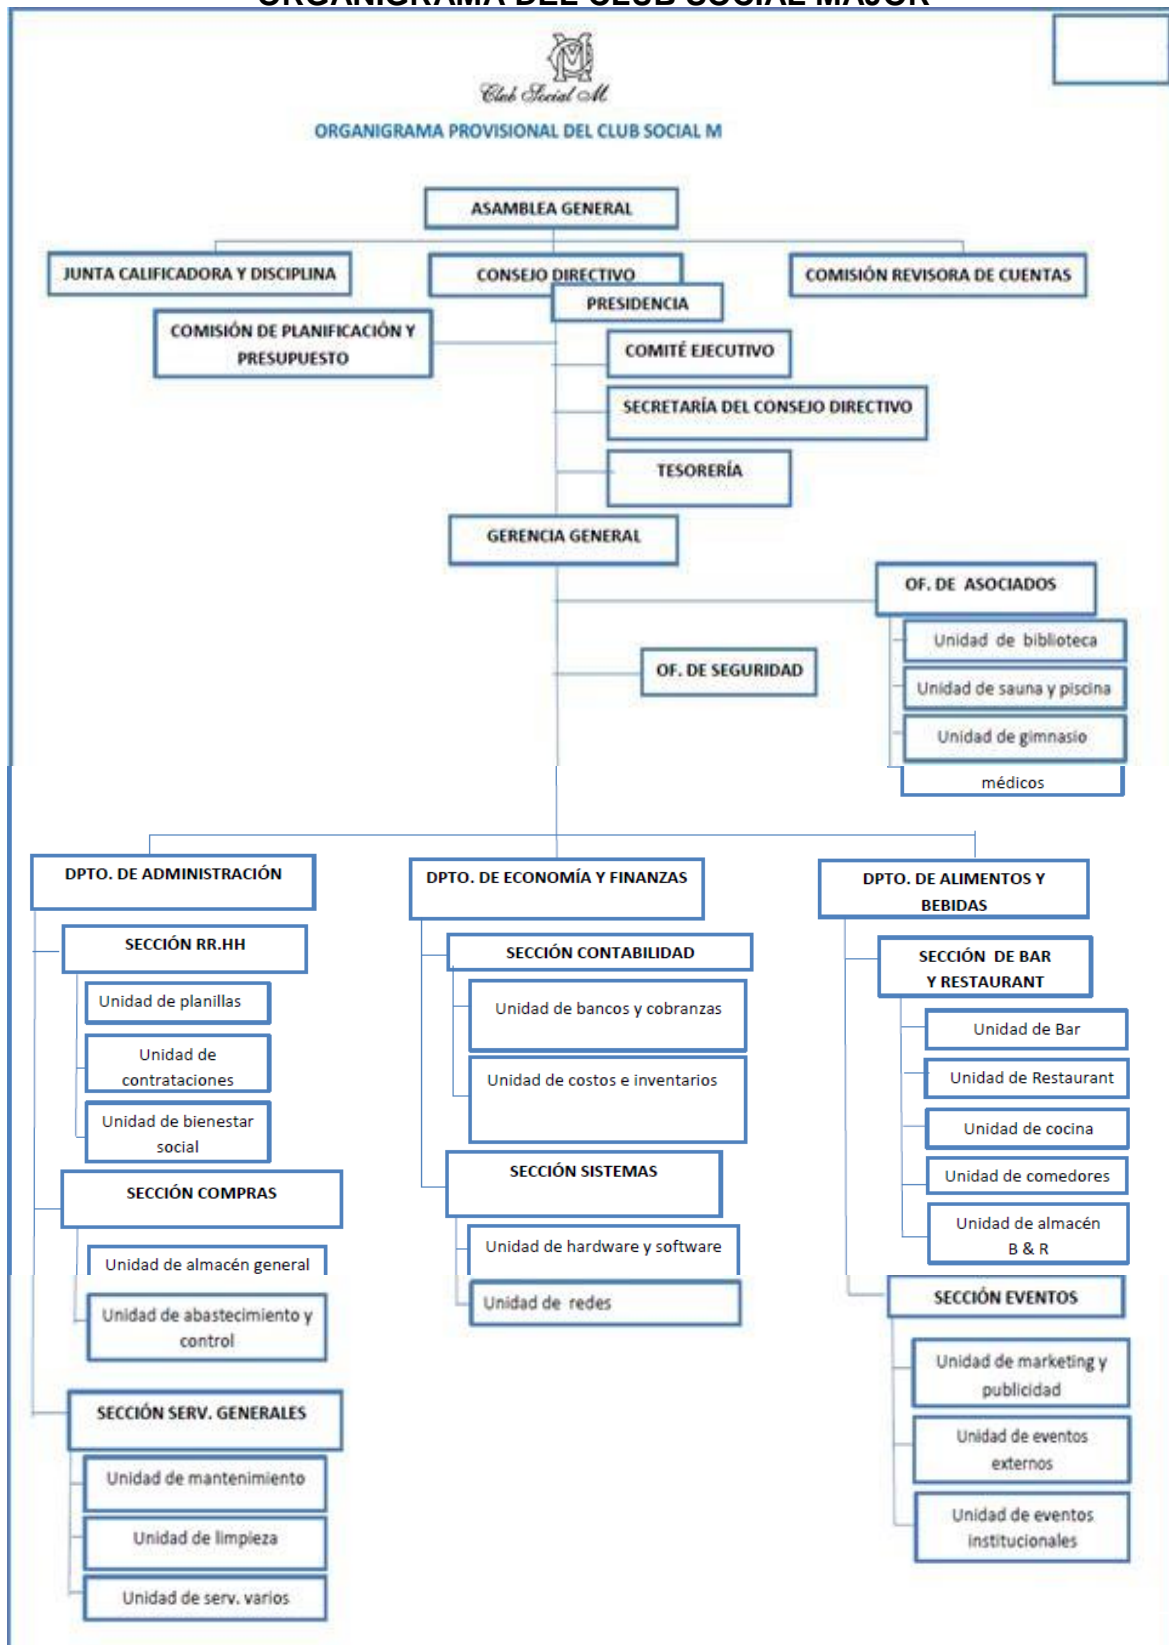 ORGANIGRAMA DEL CLUB SOCIAL MAJOR
Club Social M
ORGANIGRAMA PROVISIONAL DEL CLUB SOCIAL M
ASAMBLEA GENERAL
JUNTA CALIFICADORA Y DISCIPLINA
CONSEJO DIRECTIVO
COMISIÓN REVISORA DE CUENTAS
PRESIDENCIA
COMISIÓN DE PLANIFICACIÓN Y
PRESUPUESTO
COMITÉ EJECUTIVO
SECRETARÍA DEL CONSEJO DIRECTIVO
TESORERÍA
GERENCIA GENERAL
OF. DE ASOCIADOS
Unidad de biblioteca
OF. DE SEGURIDAD
Unidad de sauna y piscina
Unidad de gimnasio
médicos
DPTO. DE ADMINISTRACIÓN
SECCIÓN RR.HH
Unidad de planillas
Unidad de
contrataciones
Unidad de bienestar
social
SECCIÓN COMPRAS
Unidad de almacén general
Unidad de abastecimiento y
control
SECCIÓN SERV. GENERALES
Unidad de mantenimiento
Unidad de limpieza
Unidad de serv. varios
DPTO. DE ECONOMÍA Y FINANZAS
SECCIÓN CONTABILIDAD
Unidad de bancos y cobranzas
Unidad de costos e inventarios
SECCIÓN SISTEMAS
Unidad de hardware y software
Unidad de redes
DPTO. DE ALIMENTOS Y
BEBIDAS
SECCIÓN DE BAR
Y RESTAURANT
Unidad de Bar
Unidad de Restaurant
Unidad de cocina
Unidad de comedores
Unidad de almacén
B & R
SECCIÓN EVENTOS
Unidad de marketing y
publicidad
Unidad de eventos
externos
Unidad de eventos
institucionales